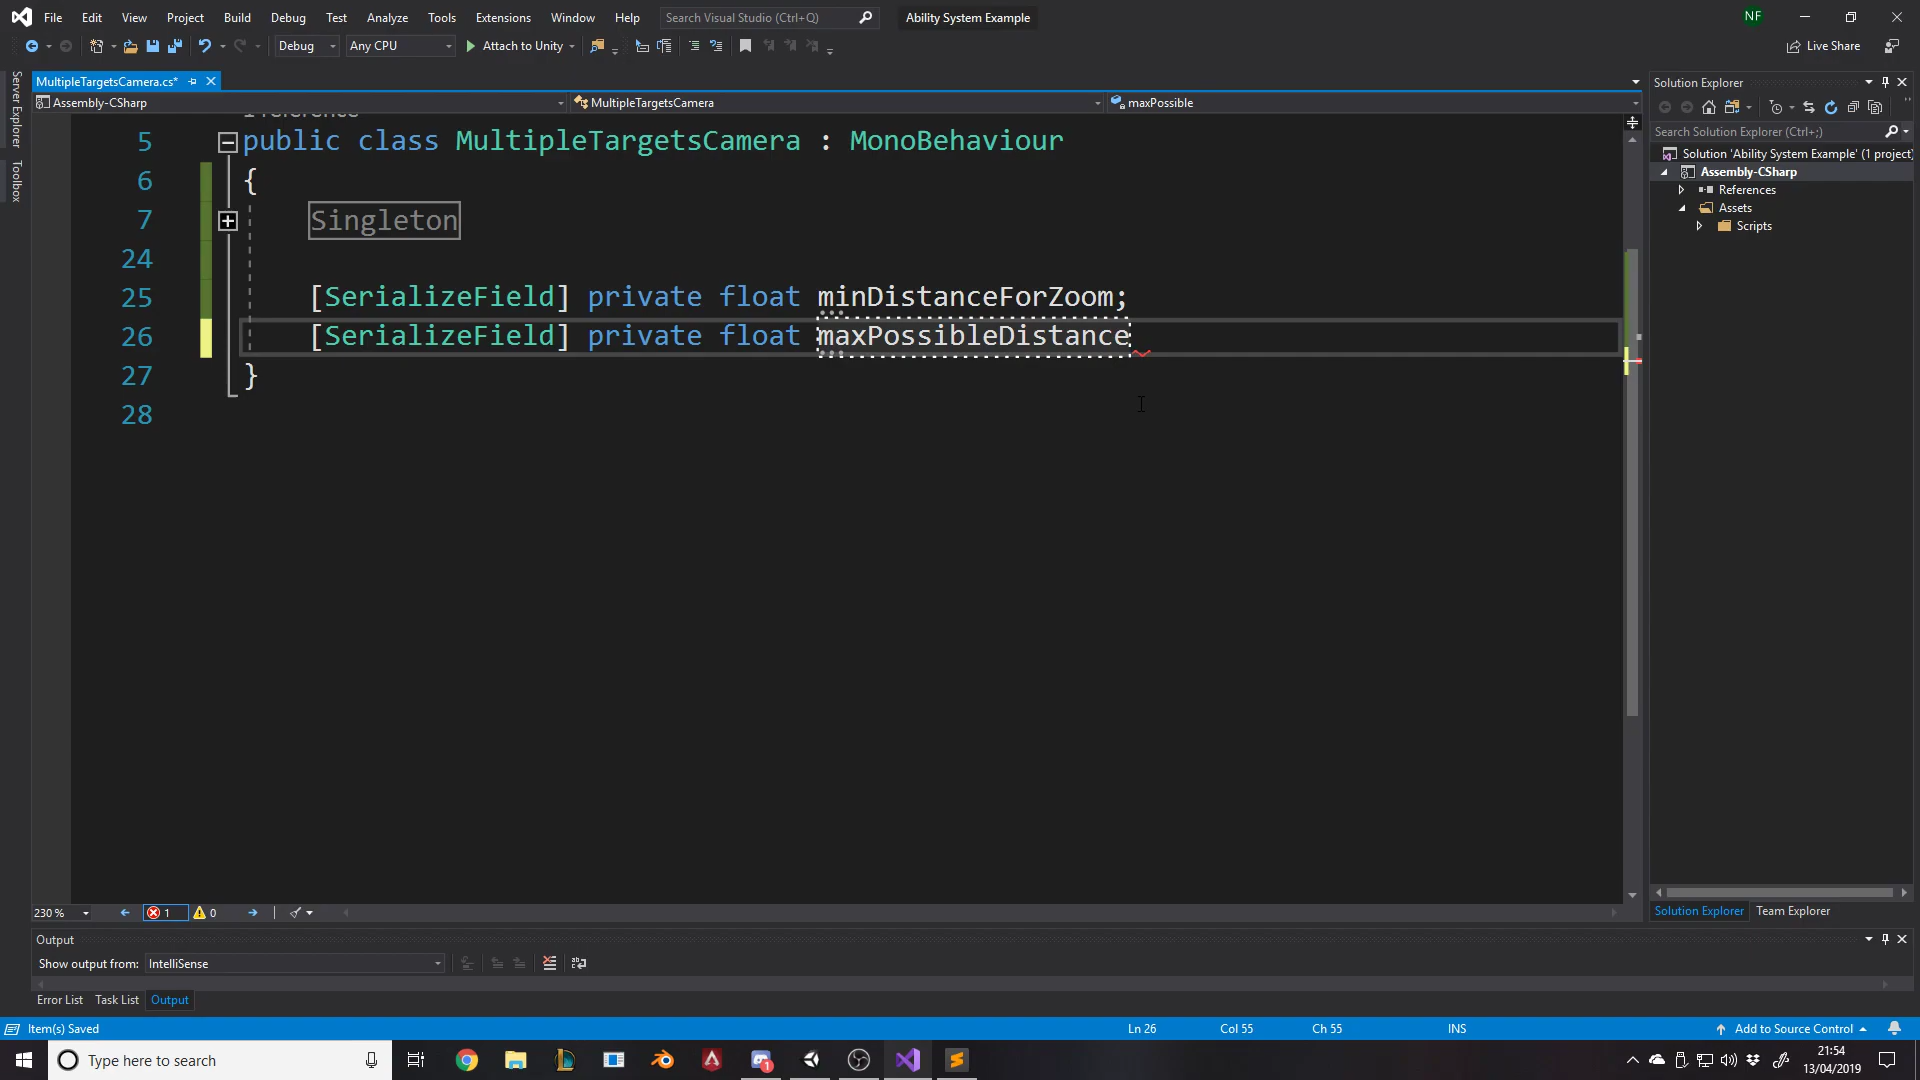 File Edit View Project Build Debug Test Analyze Tools Extensions Window Help Search Visual Studio (Ctrl+Q) Ability System Example NF
Debug Any CPU Attach to Unity Live Share
MultipleTargetsCamera.cs*
Assembly-CSharp MultipleTargetsCamera maxPossible
Server Explorer
Toolbox
5 public class MultipleTargetsCamera : MonoBehaviour
6 {
7 Singleton
24
25 [SerializeField] private float minDistanceForZoom;
26 [SerializeField] private float maxPossibleDistance
27 }
28
230 % 1 0
Solution Explorer
Search Solution Explorer (Ctrl+;)
Solution 'Ability System Example' (1 project)
Assembly-CSharp
References
Assets
Scripts
Solution Explorer Team Explorer
Output
Show output from: IntelliSense
Error List Task List Output
Item(s) Saved Ln 26 Col 55 Ch 55 INS Add to Source Control
Type here to search 1 21:54
13/04/2019